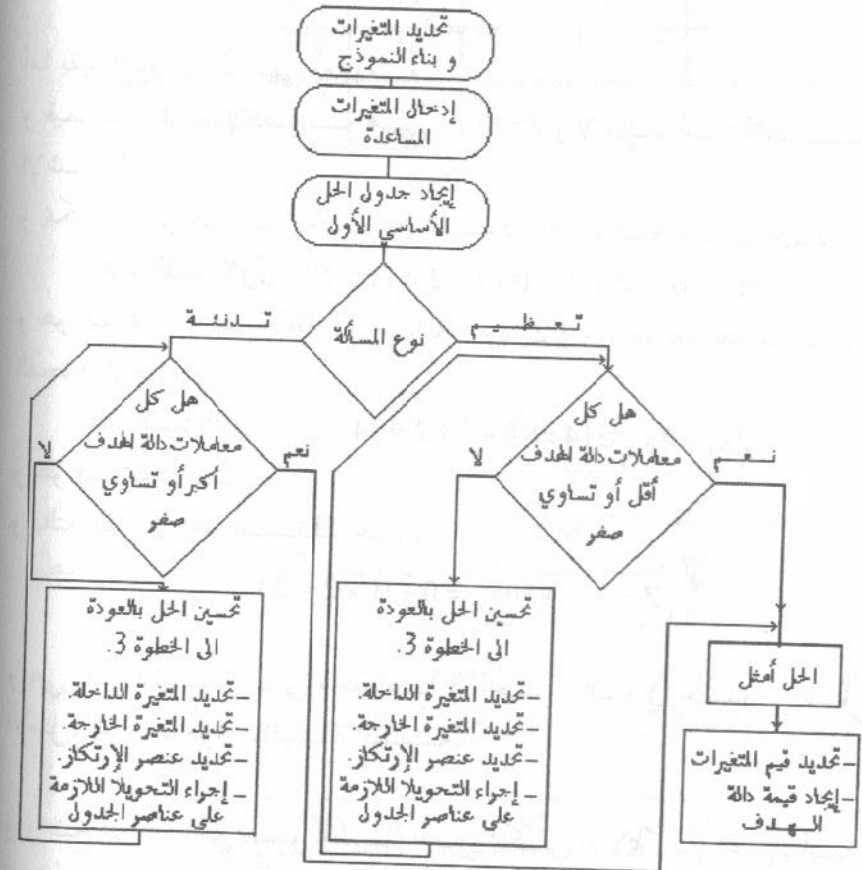 تحديد المتغيرات
و بناء النموذج
إدخال المتغيرات
المساعدة
إيجاد جدول الحل
الأساسي الأول
نوع المسألة
تـدنئـة
تـعـظـيـم
هل كل
معاملات دالة الهدف
أكبر أو تساوي
صفر
لا
نعم
هل كل
معاملات دالة الهدف
أقل أو تساوي
صفر
لا
نـعـم
تحسين الحل بالعودة
الى الخطوة 3.
– تحديد المتغيرة الداخلة.
– تحديد المتغيرة الخارجة.
– تحديد عنصر الإرتكاز.
– إجراء التحويلا اللازمة
على عناصر الجدول
تحسين الحل بالعودة
الى الخطوة 3.
– تحديد المتغيرة الداخلة.
– تحديد المتغيرة الخارجة.
– تحديد عنصر الإرتكاز.
– إجراء التحويلا اللازمة
على عناصر الجدول
الحل أمثل
– تحديد قيم المتغيرات
– إيجاد قيمة دالة
الـهـدف